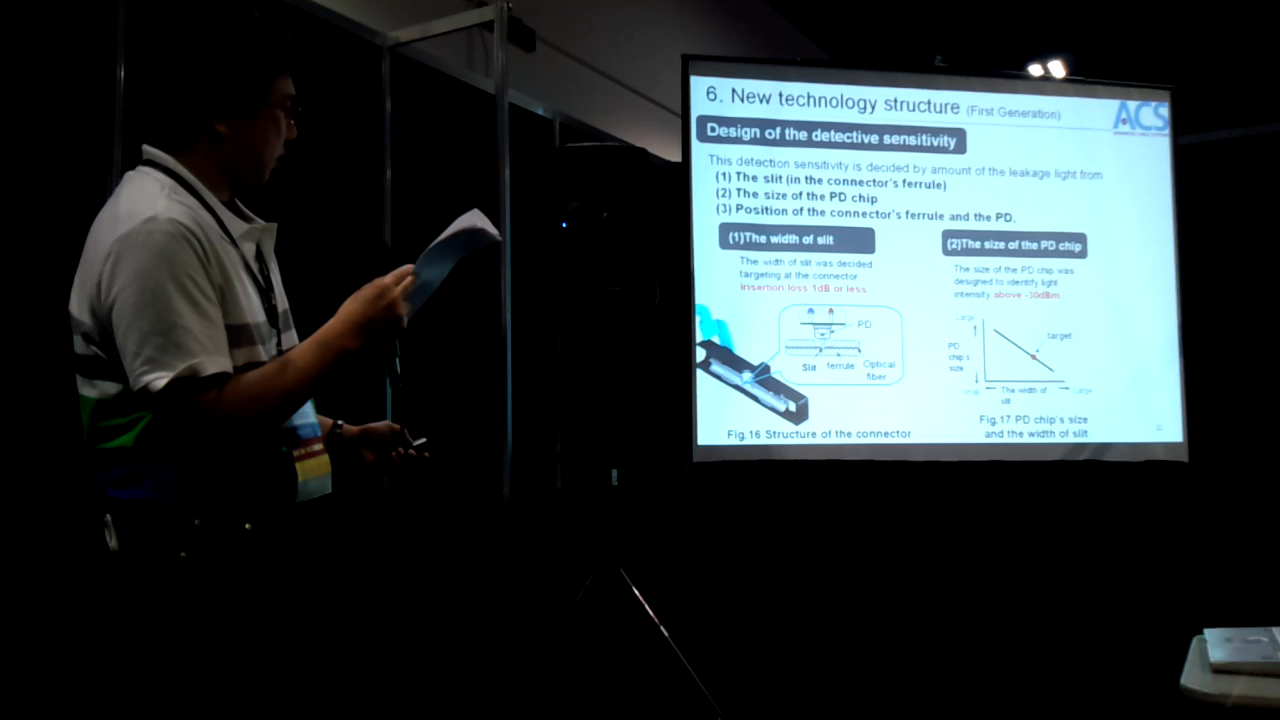 6. New technology structure (First Generation)
ACS
Design of the detective sensitivity
This detection sensitivity is decided by amount of the leakage light from
(1) The slit (in the connector's ferrule)
(2) The size of the PD chip
(3) Position of the connector's ferrule and the PD.
(1)The width of slit
The width of slit was decided
targeting at the connector
insertion loss 1dB or less.
PD
Slit ferrule Optical
fiber
Fig.16 Structure of the connector
(2)The size of the PD chip
The size of the PD chip was
designed to identify light
intensity above -30dBm.
Large
target
PD
chip's
size
Small
The width of
slit
Large
Fig.17 PD chip's size
and the width of slit